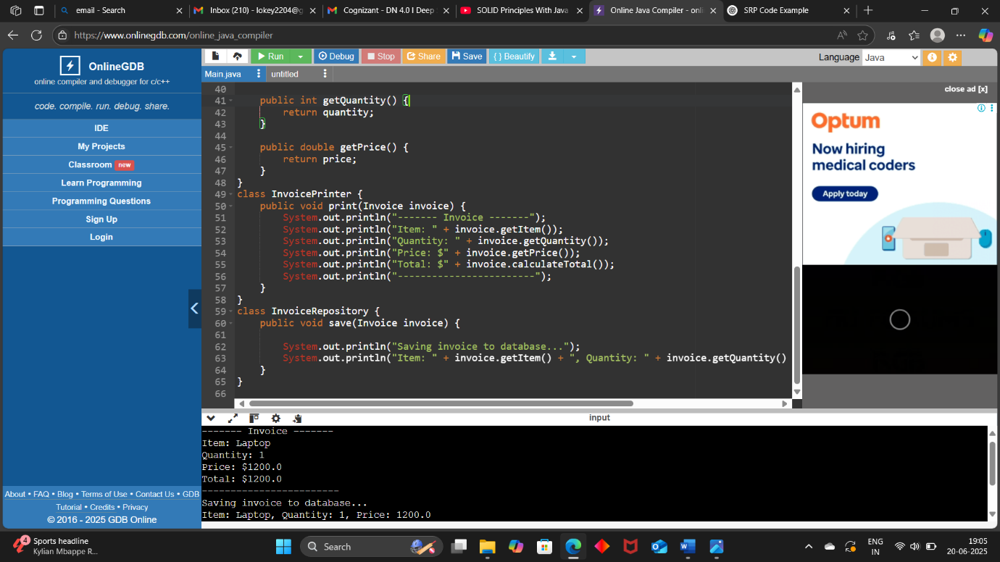 email - Search
Inbox (210) - lokey2204@g
Cognizant - DN 4.0 I Deep
SOLID Principles With Java
Online Java Compiler - onli
SRP Code Example
https://www.onlinegdb.com/online_java_compiler
OnlineGDB
online compiler and debugger for c/c++
code. compile. run. debug. share.
IDE
My Projects
Classroom new
Learn Programming
Programming Questions
Sign Up
Login
About • FAQ • Blog • Terms of Use • Contact Us • GDB
Tutorial • Credits • Privacy
© 2016 - 2025 GDB Online
Run Debug Stop Share Save { } Beautify
Language Java
Main.java untitled
40
41 public int getQuantity() {
42 return quantity;
43 }
44
45 public double getPrice() {
46 return price;
47 }
48 }
49 class InvoicePrinter {
50 public void print(Invoice invoice) {
51 System.out.println("------- Invoice -------");
52 System.out.println("Item: " + invoice.getItem());
53 System.out.println("Quantity: " + invoice.getQuantity());
54 System.out.println("Price: $" + invoice.getPrice());
55 System.out.println("Total: $" + invoice.calculateTotal());
56 System.out.println("------------------------");
57 }
58 }
59 class InvoiceRepository {
60 public void save(Invoice invoice) {
61
62 System.out.println("Saving invoice to database...");
63 System.out.println("Item: " + invoice.getItem() + ", Quantity: " + invoice.getQuantity()
64 }
65 }
66
close ad [x]
Optum
Now hiring
medical coders
Apply today
input
------- Invoice -------
Item: Laptop
Quantity: 1
Price: $1200.0
Total: $1200.0
------------------------
Saving invoice to database...
Item: Laptop, Quantity: 1, Price: 1200.0
4
Sports headline
Kylian Mbappe R...
Search
ENG
IN
19:05
20-06-2025